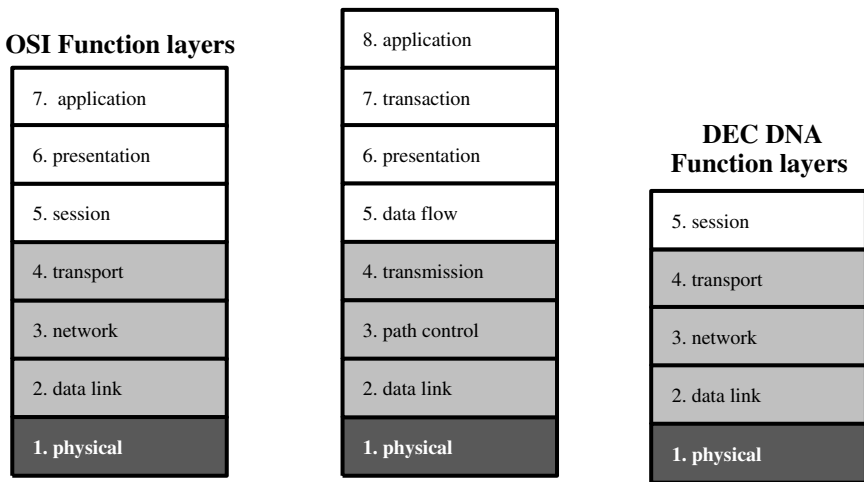 OSI Function layers
7. application
6. presentation
5. session
4. transport
3. network
2. data link
1. physical
8. application
7. transaction
6. presentation
5. data flow
4. transmission
3. path control
2. data link
1. physical
DEC DNA
Function layers
5. session
4. transport
3. network
2. data link
1. physical